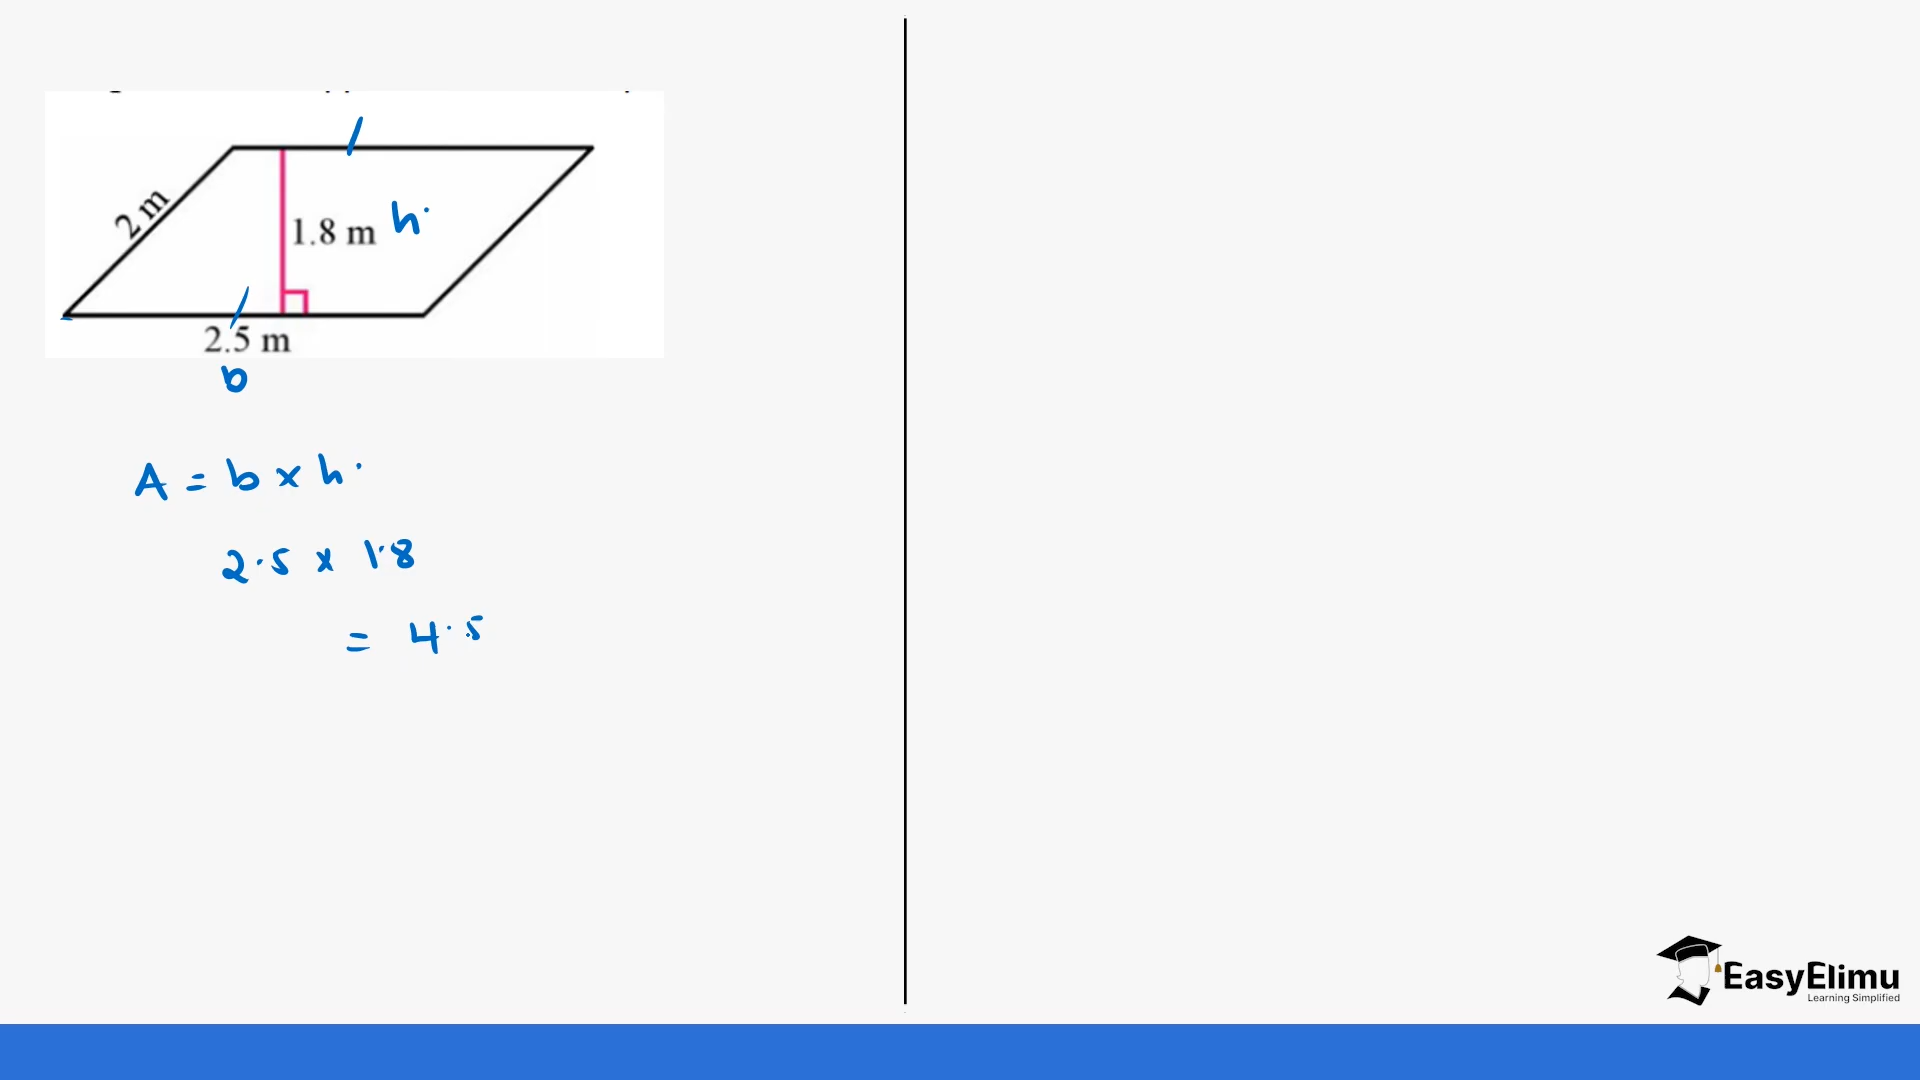 2 m
1.8 m h.
2.5 m
b
A = b x h.
2.5 x 1.8
= 4.5
EasyElimu
Learning Simplified